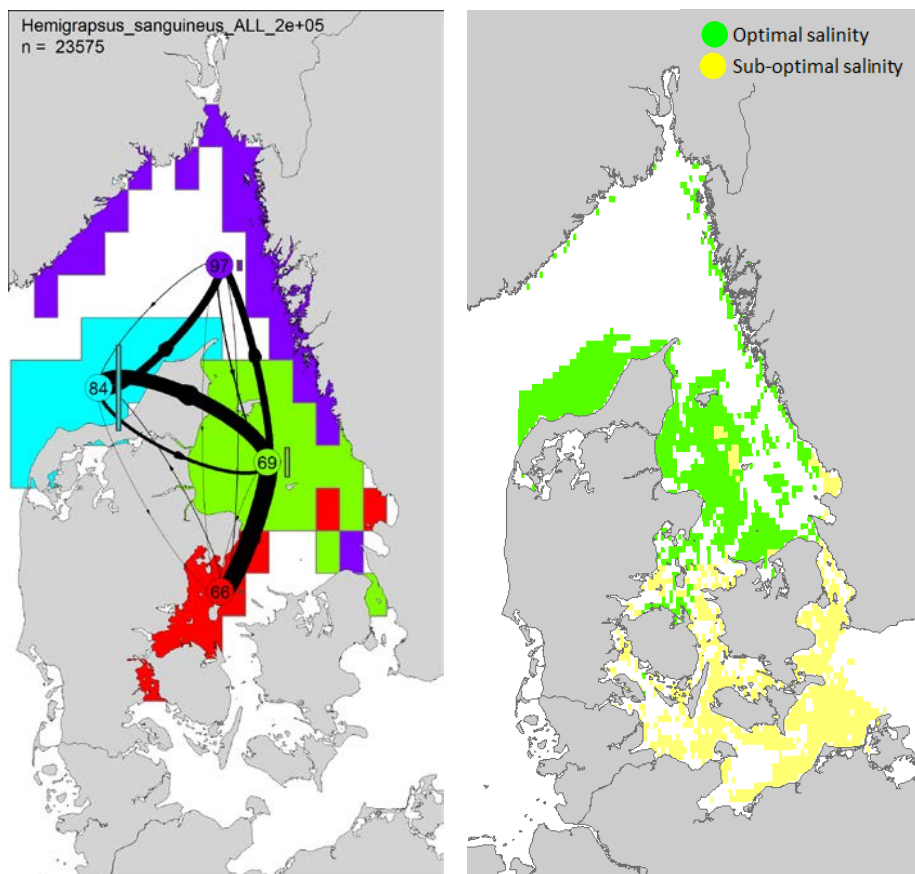 Hemigrapsus_sanguineus_ALL_2e+05
n = 23575
97
84
69
66
Optimal salinity
Sub-optimal salinity